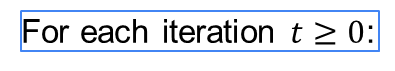 For each iteration t ≥ 0: